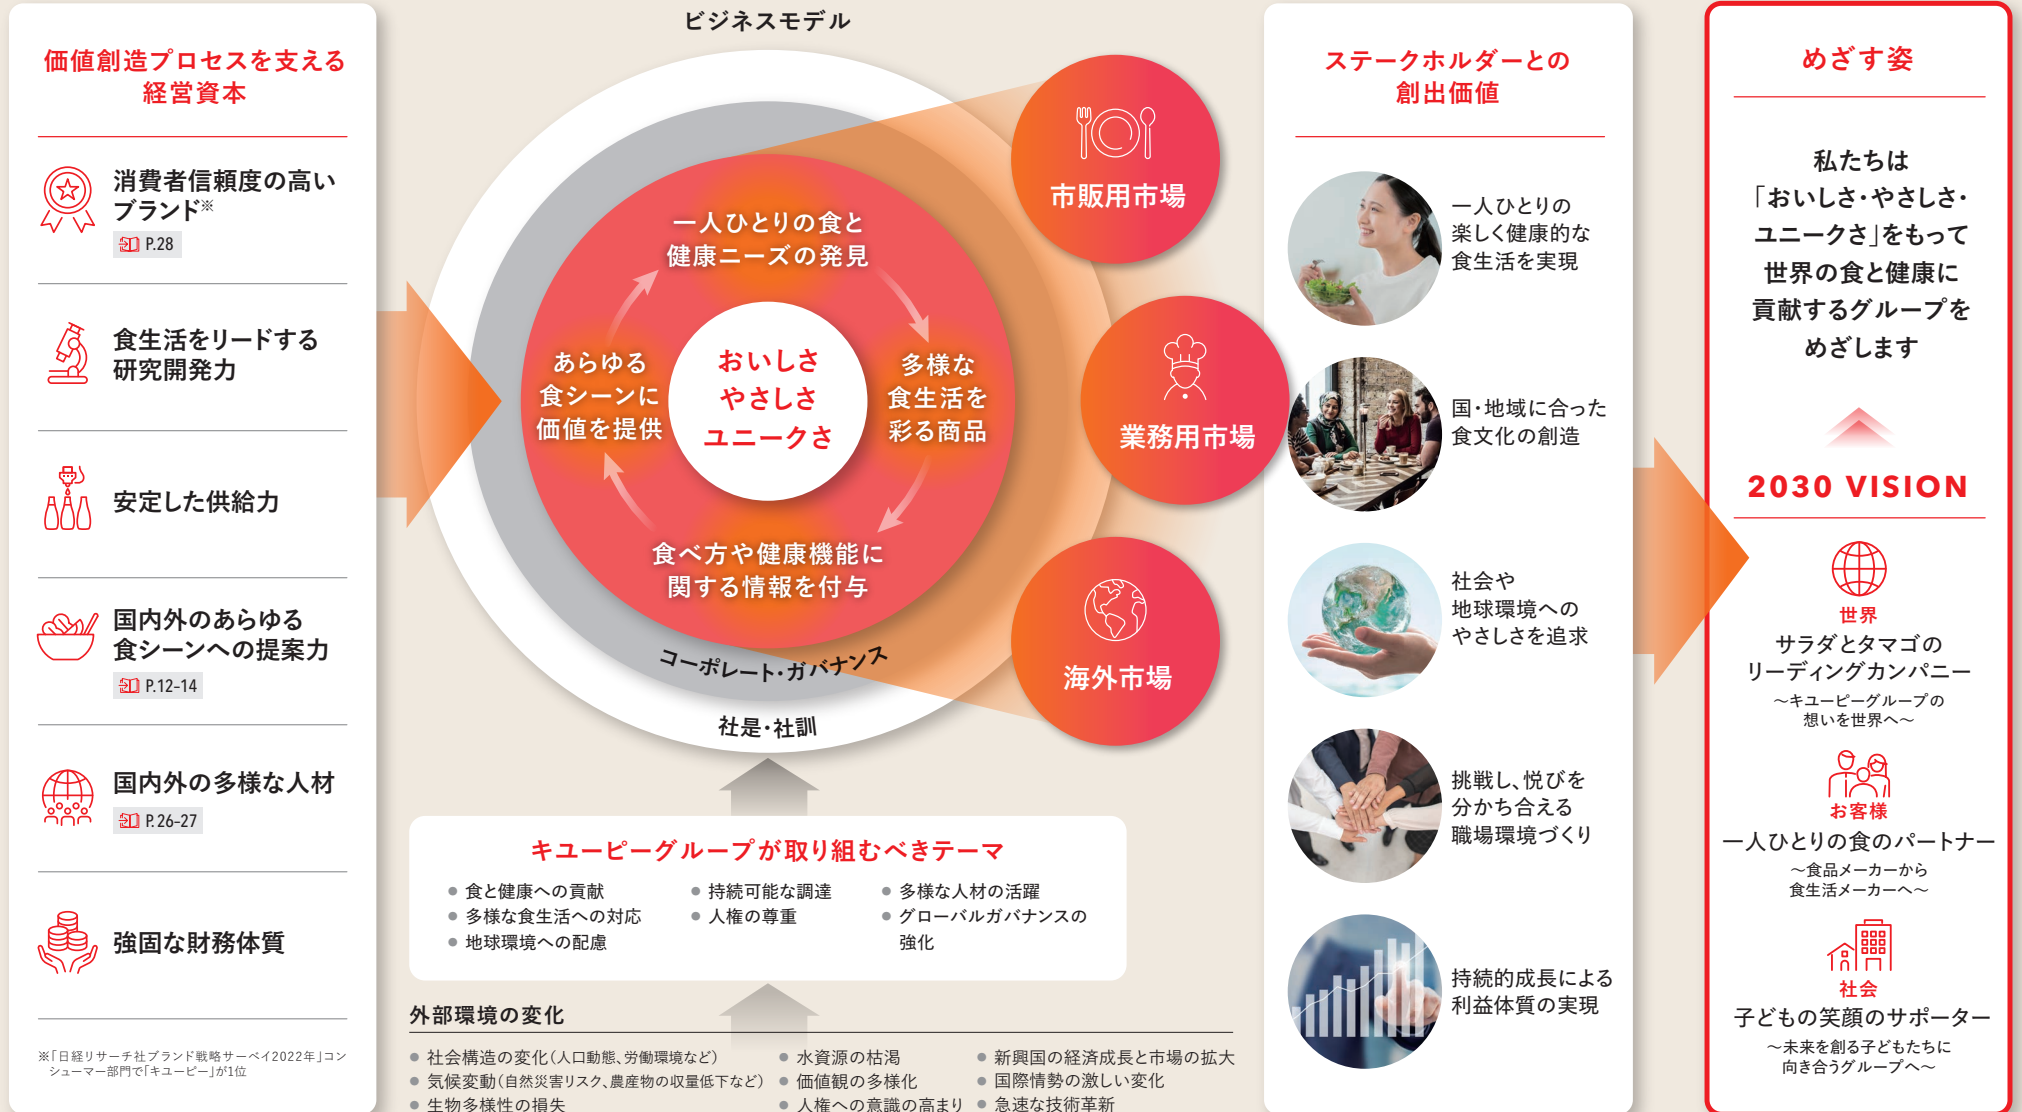 価値創造プロセスを支える
経営資本
消費者信頼度の高い
ブランド※
P.28
食生活をリードする
研究開発力
安定した供給力
国内外のあらゆる
食シーンへの提案力
P.12-14
国内外の多様な人材
P.26-27
強固な財務体質
※「日経リサーチ社ブランド戦略サーベイ2022年」コン
シューマー部門で「キユーピー」が1位
ビジネスモデル
一人ひとりの食と
健康ニーズの発見
多様な
食生活を
彩る商品
食べ方や健康機能に
関する情報を付与
あらゆる
食シーンに
価値を提供
おいしさ
やさしさ
ユニークさ
コーポレート・ガバナンス
社是・社訓
市販用市場
業務用市場
海外市場
キユーピーグループが取り組むべきテーマ
● 食と健康への貢献
● 多様な食生活への対応
● 地球環境への配慮
● 持続可能な調達
● 人権の尊重
● 多様な人材の活躍
● グローバルガバナンスの
強化
外部環境の変化
● 社会構造の変化(人口動態、労働環境など)
● 気候変動(自然災害リスク、農産物の収量低下など)
● 生物多様性の損失
● 水資源の枯渇
● 価値観の多様化
● 人権への意識の高まり
● 新興国の経済成長と市場の拡大
● 国際情勢の激しい変化
● 急速な技術革新
ステークホルダーとの
創出価値
一人ひとりの
楽しく健康的な
食生活を実現
国・地域に合った
食文化の創造
社会や
地球環境への
やさしさを追求
挑戦し、悦びを
分かち合える
職場環境づくり
持続的成長による
利益体質の実現
めざす姿
私たちは
「おいしさ・やさしさ・
ユニークさ」をもって
世界の食と健康に
貢献するグループを
めざします
2030 VISION
世界
サラダとタマゴの
リーディングカンパニー
〜キユーピーグループの
想いを世界へ〜
お客様
一人ひとりの食のパートナー
〜食品メーカーから
食生活メーカーへ〜
社会
子どもの笑顔のサポーター
〜未来を創る子どもたちに
向き合うグループへ〜